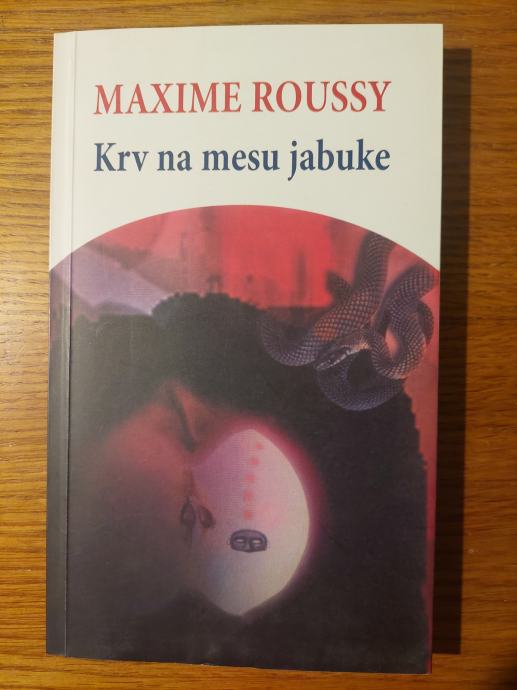 MAXIME ROUSSY
Krv na mesu jabuke